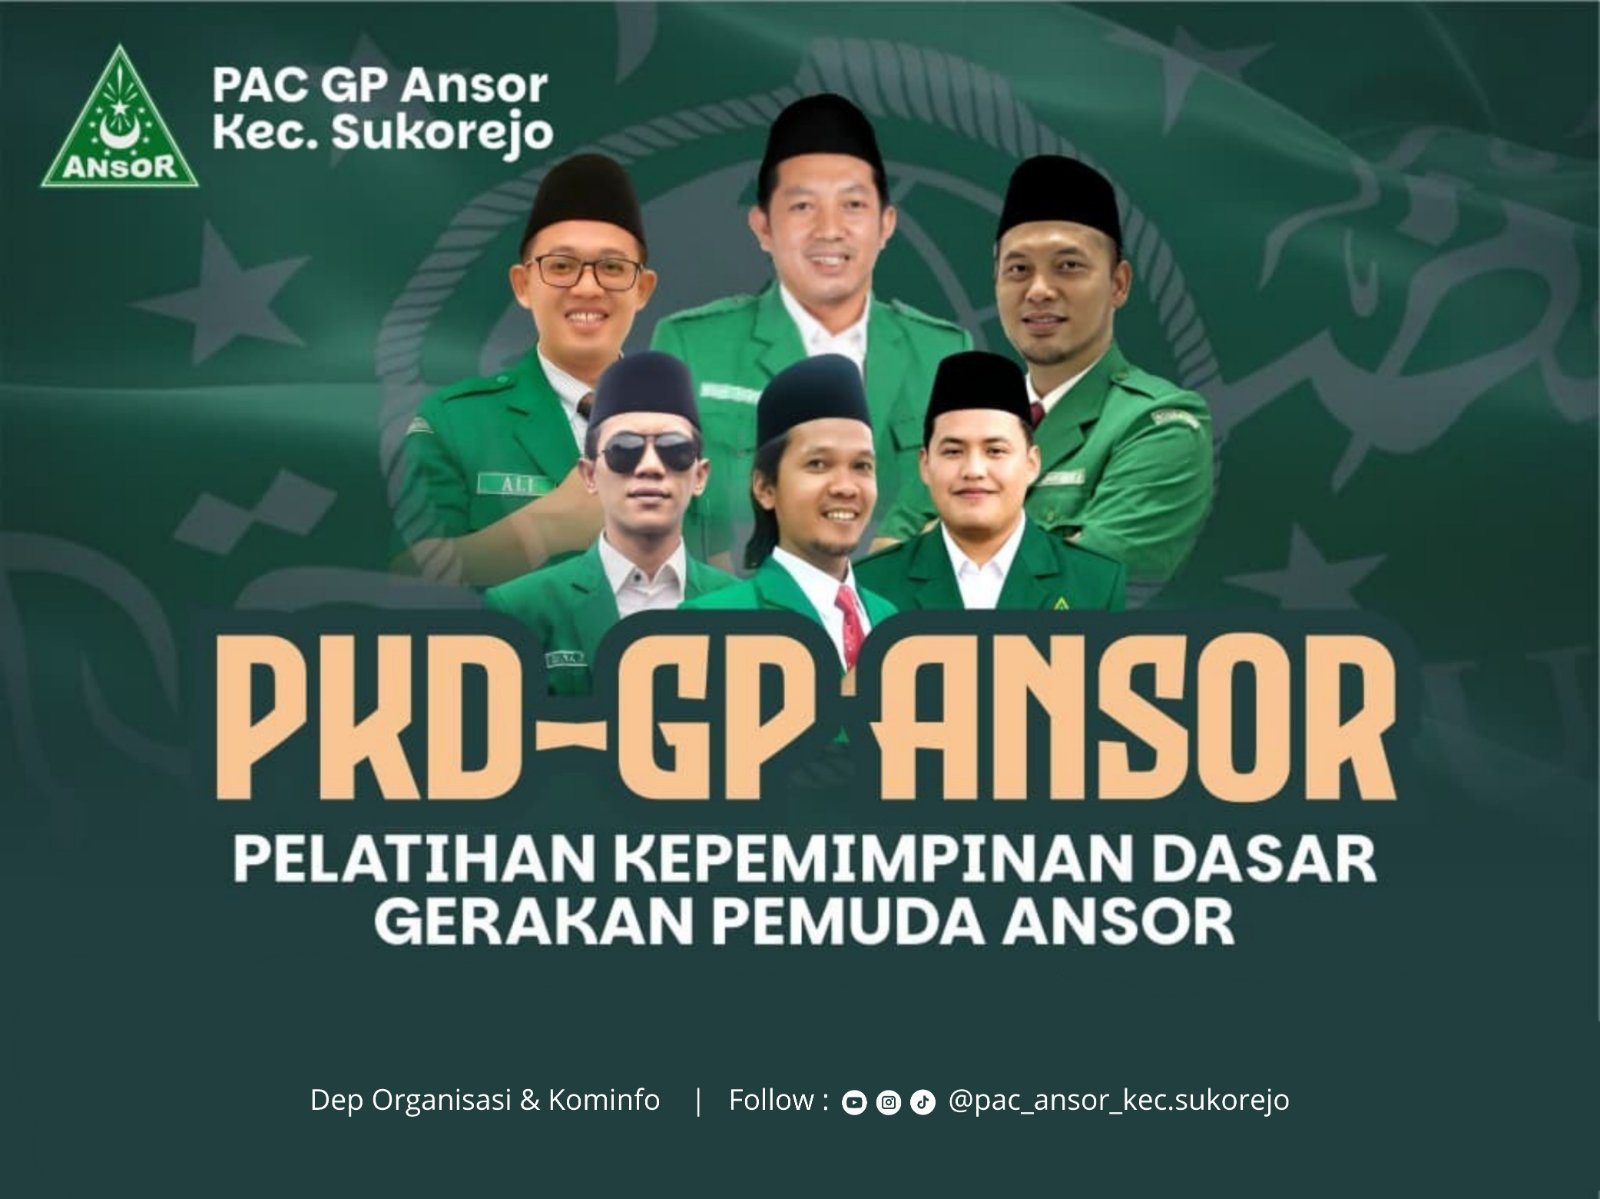 PAC GP Ansor
Kec. Sukorejo
ANSOR
ALI
PKD-GP ANSOR
PELATIHAN KEPEMIMPINAN DASAR
GERAKAN PEMUDA ANSOR
Dep Organisasi & Kominfo | Follow : @pac_ansor_kec.sukorejo